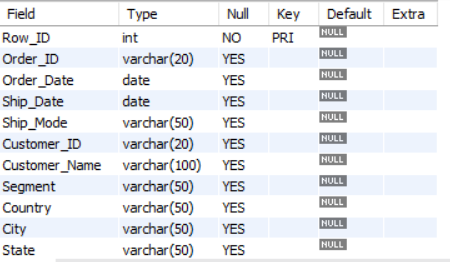 Field Type Null Key Default Extra
Row_ID int NO PRI NULL
Order_ID varchar(20) YES NULL
Order_Date date YES NULL
Ship_Date date YES NULL
Ship_Mode varchar(50) YES NULL
Customer_ID varchar(20) YES NULL
Customer_Name varchar(100) YES NULL
Segment varchar(50) YES NULL
Country varchar(50) YES NULL
City varchar(50) YES NULL
State varchar(50) YES NULL